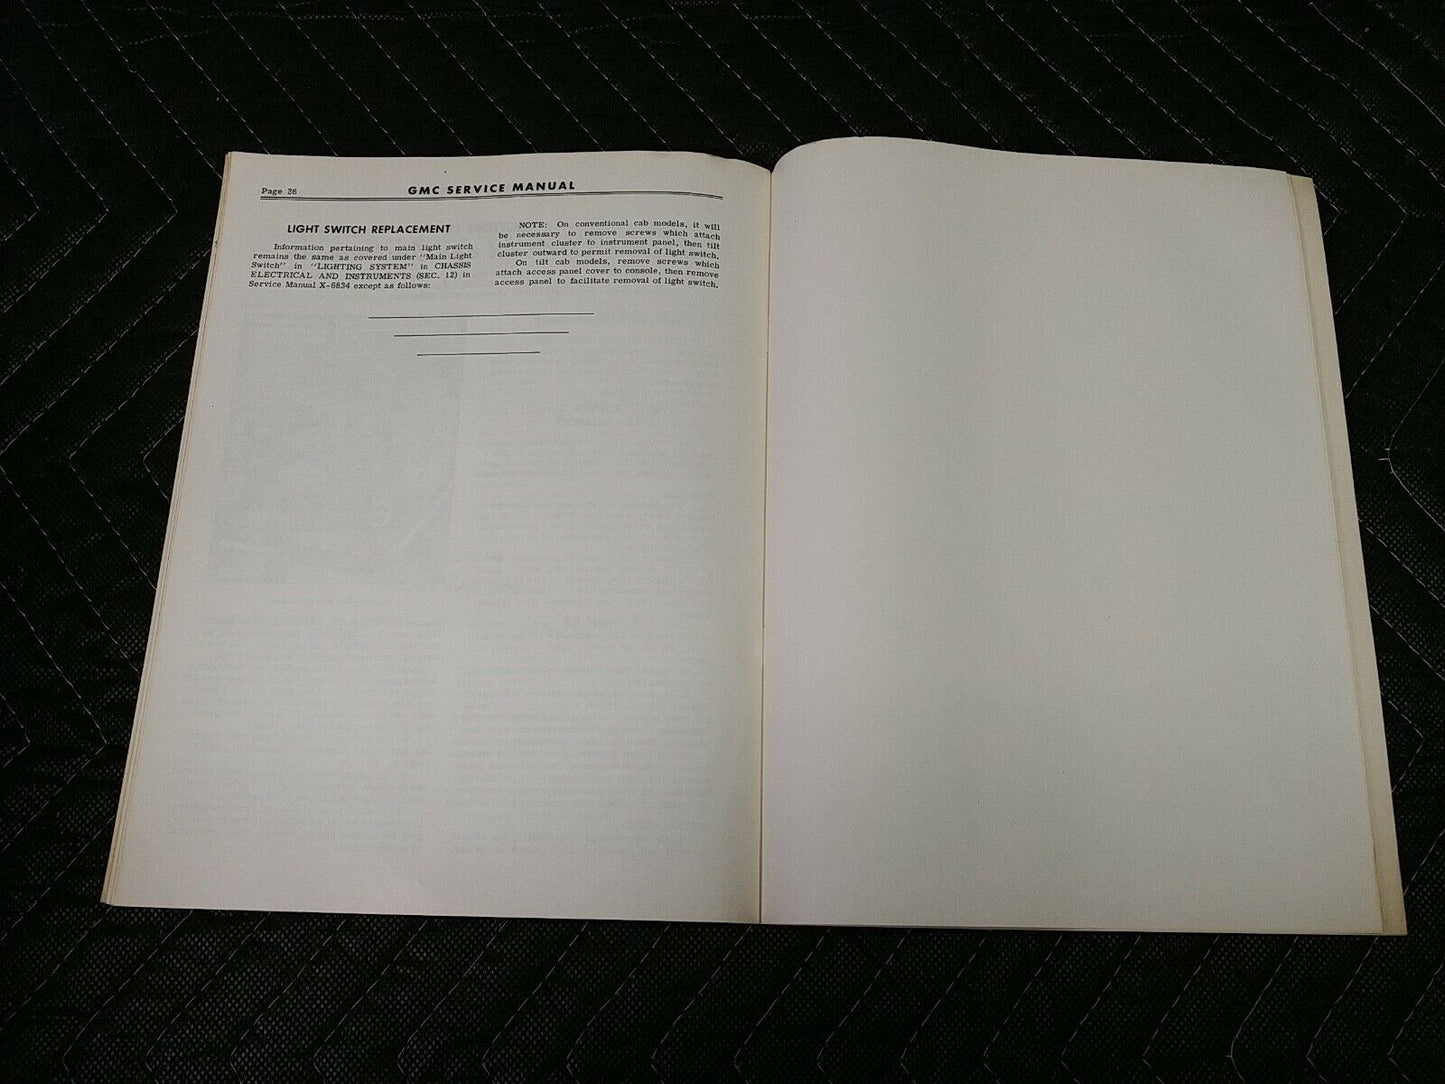 Page 26
GMC SERVICE MANUAL
LIGHT SWITCH REPLACEMENT
Information pertaining to main light switch
remains the same as covered under "Main Light
Switch" in "LIGHTING SYSTEM" in CHASSIS
ELECTRICAL AND INSTRUMENTS (SEC. 12) in
Service Manual X-6834 except as follows:
NOTE: On conventional cab models, it will
be necessary to remove screws which attach
instrument cluster to instrument panel, then tilt
cluster outward to permit removal of light switch.
On tilt cab models, remove screws which
attach access panel cover to console, then remove
access panel to facilitate removal of light switch.